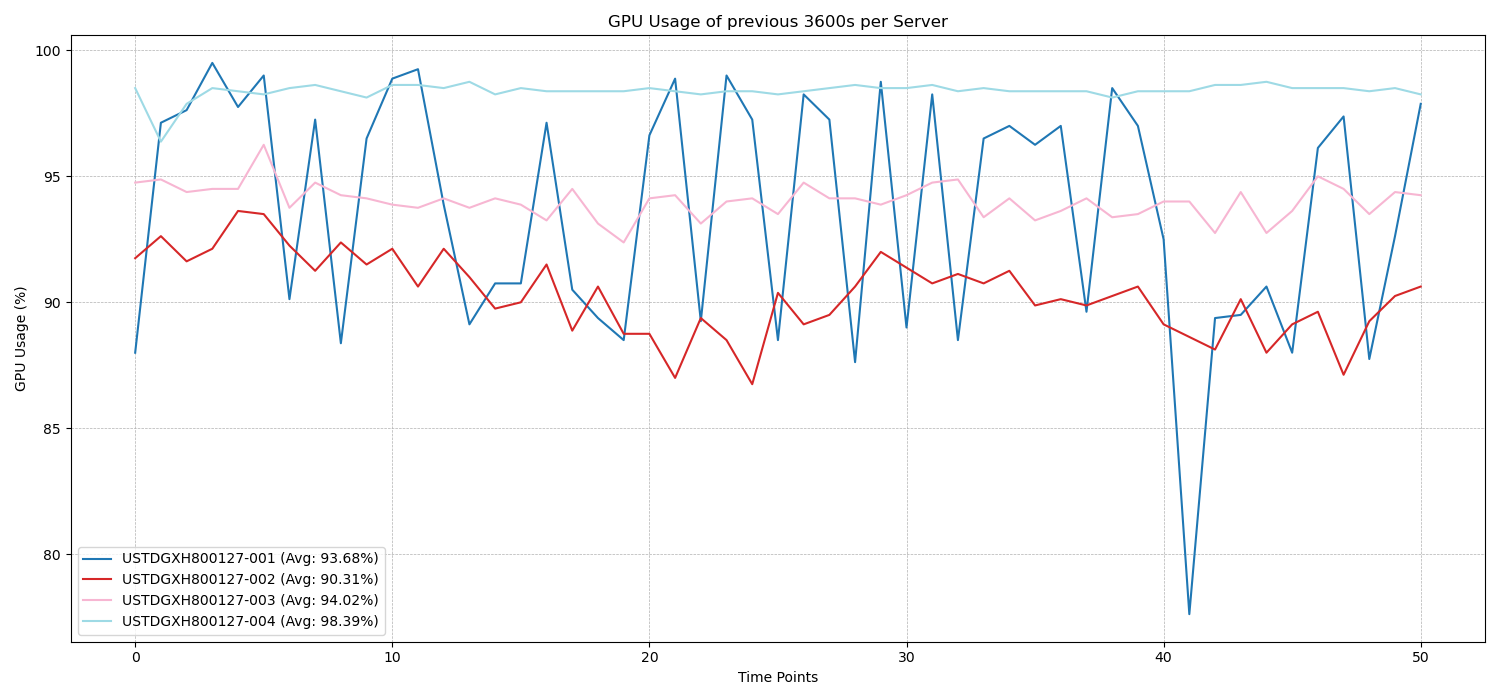 GPU Usage of previous 3600s per Server
100
95
90
85
80
GPU Usage (%)
USTDGXH800127-001 (Avg: 93.68%)
USTDGXH800127-002 (Avg: 90.31%)
USTDGXH800127-003 (Avg: 94.02%)
USTDGXH800127-004 (Avg: 98.39%)
0 10 20 30 40 50
Time Points